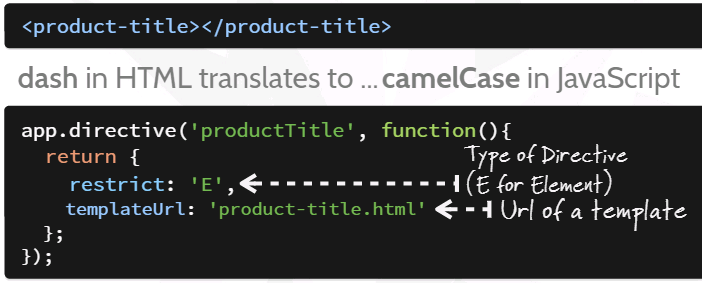 <product-title></product-title>
dash in HTML translates to ... camelCase in JavaScript
app.directive('productTitle', function(){
return {
Type of Directive
restrict: 'E',
(E for Element)
templateUrl: 'product-title.html'
Url of a template
};
});